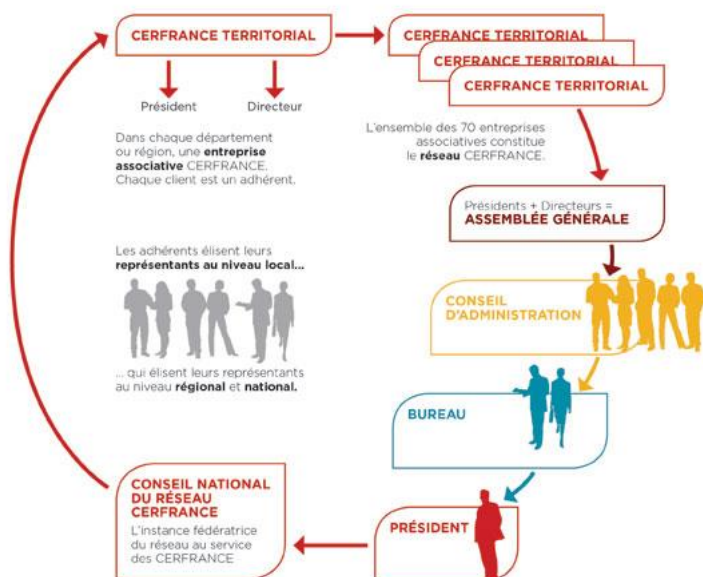 CERFRANCE TERRITORIAL
CERFRANCE TERRITORIAL
CERFRANCE TERRITORIAL
CERFRANCE TERRITORIAL
Président
Directeur
Dans chaque département
ou région, une entreprise
associative CERFRANCE.
Chaque client est un adhérent.
L'ensemble des 70 entreprises
associatives constitue
le réseau CERFRANCE.
Présidents + Directeurs =
ASSEMBLÉE GÉNÉRALE
Les adhérents élisent leurs
représentants au niveau local...
... qui élisent leurs représentants
au niveau régional et national.
CONSEIL
D'ADMINISTRATION
BUREAU
PRÉSIDENT
CONSEIL NATIONAL
DU RÉSEAU
CERFRANCE
L'instance fédératrice
du réseau au service
des CERFRANCE